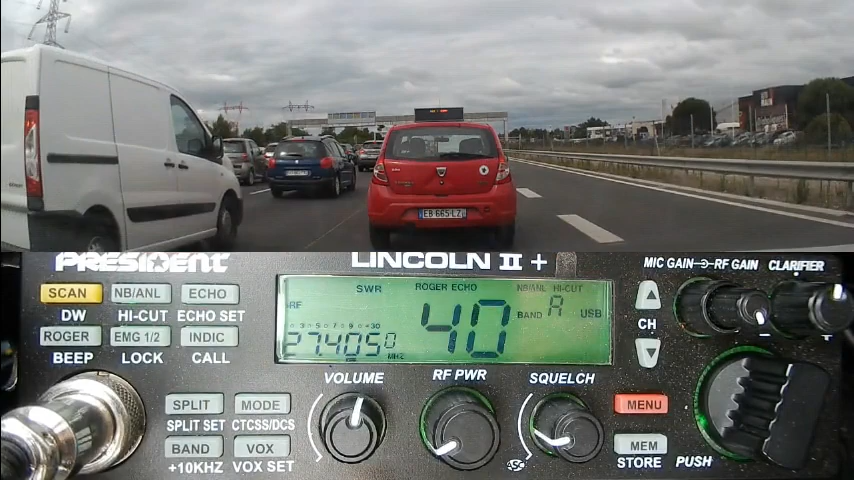 EB 665 LZ
PRESIDENT
LINCOLN II +
SCAN
NB/ANL
ECHO
DW
HI-CUT
ECHO SET
ROGER
EMG 1/2
INDIC
BEEP
LOCK
CALL
SPLIT
MODE
SPLIT SET
CTCSS/DCS
BAND
VOX
+10KHZ
VOX SET
SWR
ROGER ECHO
NB/ANL HI-CUT
RF
BAND
A
USB
40
27.4050
MHZ
VOLUME
RF PWR
SQUELCH
ASC
MIC GAIN
RF GAIN
CLARIFIER
CH
MENU
MEM
STORE
PUSH